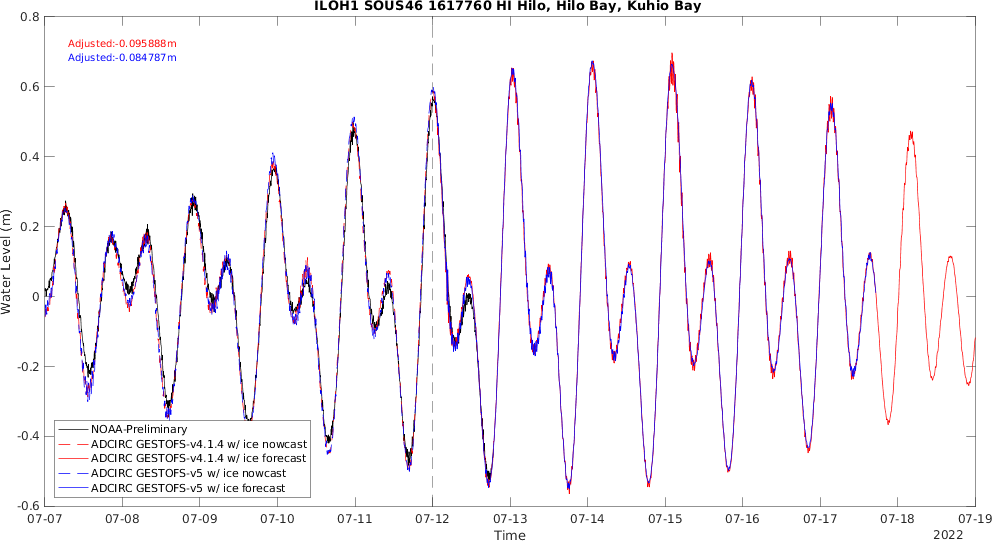 ILOH1 SOUS46 1617760 HI Hilo, Hilo Bay, Kuhio Bay
Adjusted:-0.095888m
Adjusted:-0.084787m
0.8
0.6
0.4
0.2
0
-0.2
-0.4
-0.6
Water Level (m)
NOAA-Preliminary
ADCIRC GESTOFS-v4.1.4 w/ ice nowcast
ADCIRC GESTOFS-v4.1.4 w/ ice forecast
ADCIRC GESTOFS-v5 w/ ice nowcast
ADCIRC GESTOFS-v5 w/ ice forecast
07-07 07-08 07-09 07-10 07-11 07-12 07-13 07-14 07-15 07-16 07-17 07-18 07-19
Time
2022